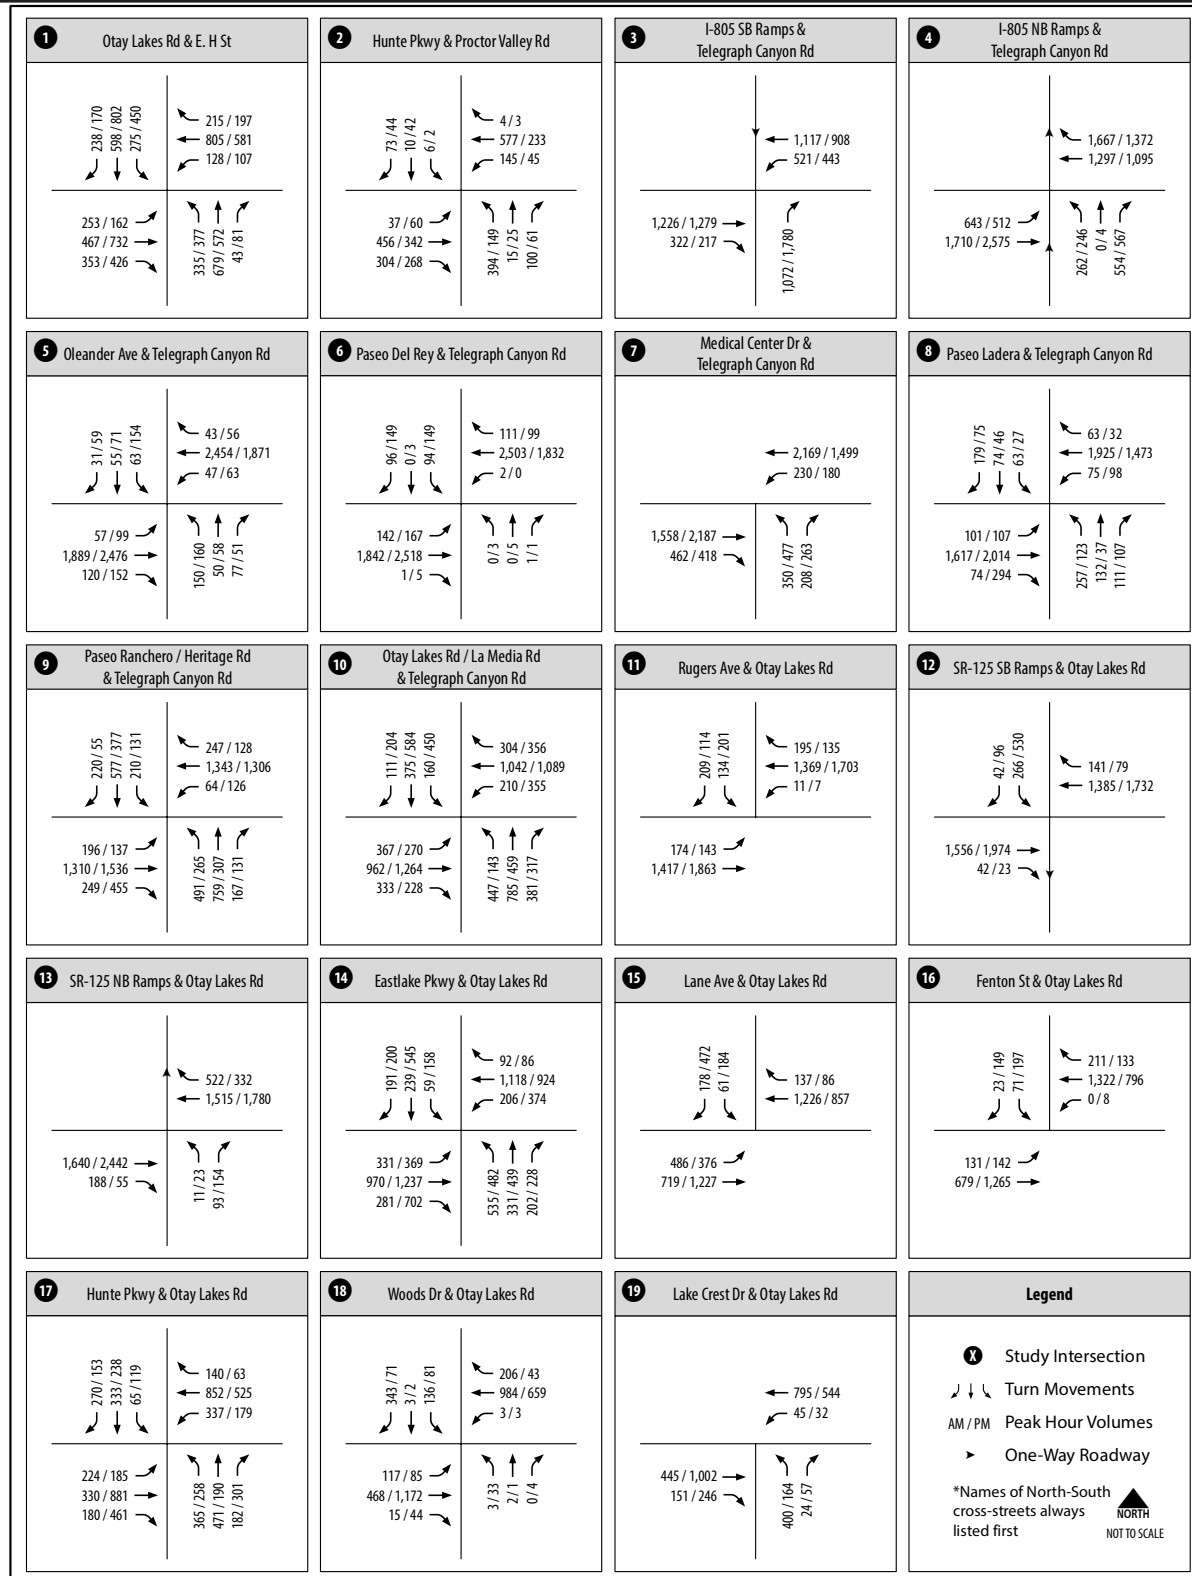 1
Otay Lakes Rd & E. H St
238 / 170
598 / 802
275 / 450
215 / 197
805 / 581
128 / 107
253 / 162
467 / 732
353 / 426
335 / 377
679 / 572
43 / 81
2
Hunte Pkwy & Proctor Valley Rd
73 / 44
10 / 42
6 / 2
4 / 3
577 / 233
145 / 45
37 / 60
456 / 342
304 / 268
394 / 149
15 / 25
100 / 61
3
I-805 SB Ramps &
Telegraph Canyon Rd
1,117 / 908
521 / 443
1,226 / 1,279
322 / 217
1,072 / 1,780
4
I-805 NB Ramps &
Telegraph Canyon Rd
1,667 / 1,372
1,297 / 1,095
643 / 512
1,710 / 2,575
262 / 246
0 / 4
554 / 567
5
Oleander Ave & Telegraph Canyon Rd
31 / 59
55 / 71
63 / 154
43 / 56
2,454 / 1,871
47 / 63
57 / 99
1,889 / 2,476
120 / 152
150 / 160
50 / 58
77 / 51
6
Paseo Del Rey & Telegraph Canyon Rd
96 / 149
0 / 3
94 / 149
111 / 99
2,503 / 1,832
2 / 0
142 / 167
1,842 / 2,518
1 / 5
0 / 3
0 / 5
1 / 1
7
Medical Center Dr &
Telegraph Canyon Rd
2,169 / 1,499
230 / 180
1,558 / 2,187
462 / 418
350 / 477
208 / 263
8
Paseo Ladera & Telegraph Canyon Rd
179 / 75
74 / 46
63 / 27
63 / 32
1,925 / 1,473
75 / 98
101 / 107
1,617 / 2,014
74 / 294
257 / 123
132 / 37
111 / 107
9
Paseo Ranchero / Heritage Rd
& Telegraph Canyon Rd
220 / 55
577 / 377
210 / 131
247 / 128
1,343 / 1,306
64 / 126
196 / 137
1,310 / 1,536
249 / 455
491 / 265
759 / 307
167 / 131
10
Otay Lakes Rd / La Media Rd
& Telegraph Canyon Rd
111 / 204
375 / 584
160 / 450
304 / 356
1,042 / 1,089
210 / 355
367 / 270
962 / 1,264
333 / 228
447 / 143
785 / 459
381 / 317
11
Rugers Ave & Otay Lakes Rd
209 / 114
134 / 201
195 / 135
1,369 / 1,703
11 / 7
174 / 143
1,417 / 1,863
12
SR-125 SB Ramps & Otay Lakes Rd
42 / 96
266 / 530
141 / 79
1,385 / 1,732
1,556 / 1,974
42 / 23
13
SR-125 NB Ramps & Otay Lakes Rd
522 / 332
1,515 / 1,780
1,640 / 2,442
188 / 55
11 / 23
93 / 154
14
Eastlake Pkwy & Otay Lakes Rd
191 / 200
239 / 545
59 / 158
92 / 86
1,118 / 924
206 / 374
331 / 369
970 / 1,237
281 / 702
535 / 482
331 / 439
202 / 228
15
Lane Ave & Otay Lakes Rd
178 / 472
61 / 184
137 / 86
1,226 / 857
486 / 376
719 / 1,227
16
Fenton St & Otay Lakes Rd
23 / 149
71 / 197
211 / 133
1,322 / 796
0 / 8
131 / 142
679 / 1,265
17
Hunte Pkwy & Otay Lakes Rd
270 / 153
333 / 238
65 / 119
140 / 63
852 / 525
337 / 179
224 / 185
330 / 881
180 / 461
365 / 258
471 / 190
182 / 301
18
Woods Dr & Otay Lakes Rd
343 / 71
3 / 2
136 / 81
206 / 43
984 / 659
3 / 3
117 / 85
468 / 1,172
15 / 44
3 / 33
2 / 1
0 / 4
19
Lake Crest Dr & Otay Lakes Rd
795 / 544
45 / 32
445 / 1,002
151 / 246
400 / 164
24 / 57
Legend
X Study Intersection
Turn Movements
AM / PM Peak Hour Volumes
One-Way Roadway
*Names of North-South
cross-streets always
listed first
NORTH
NOT TO SCALE